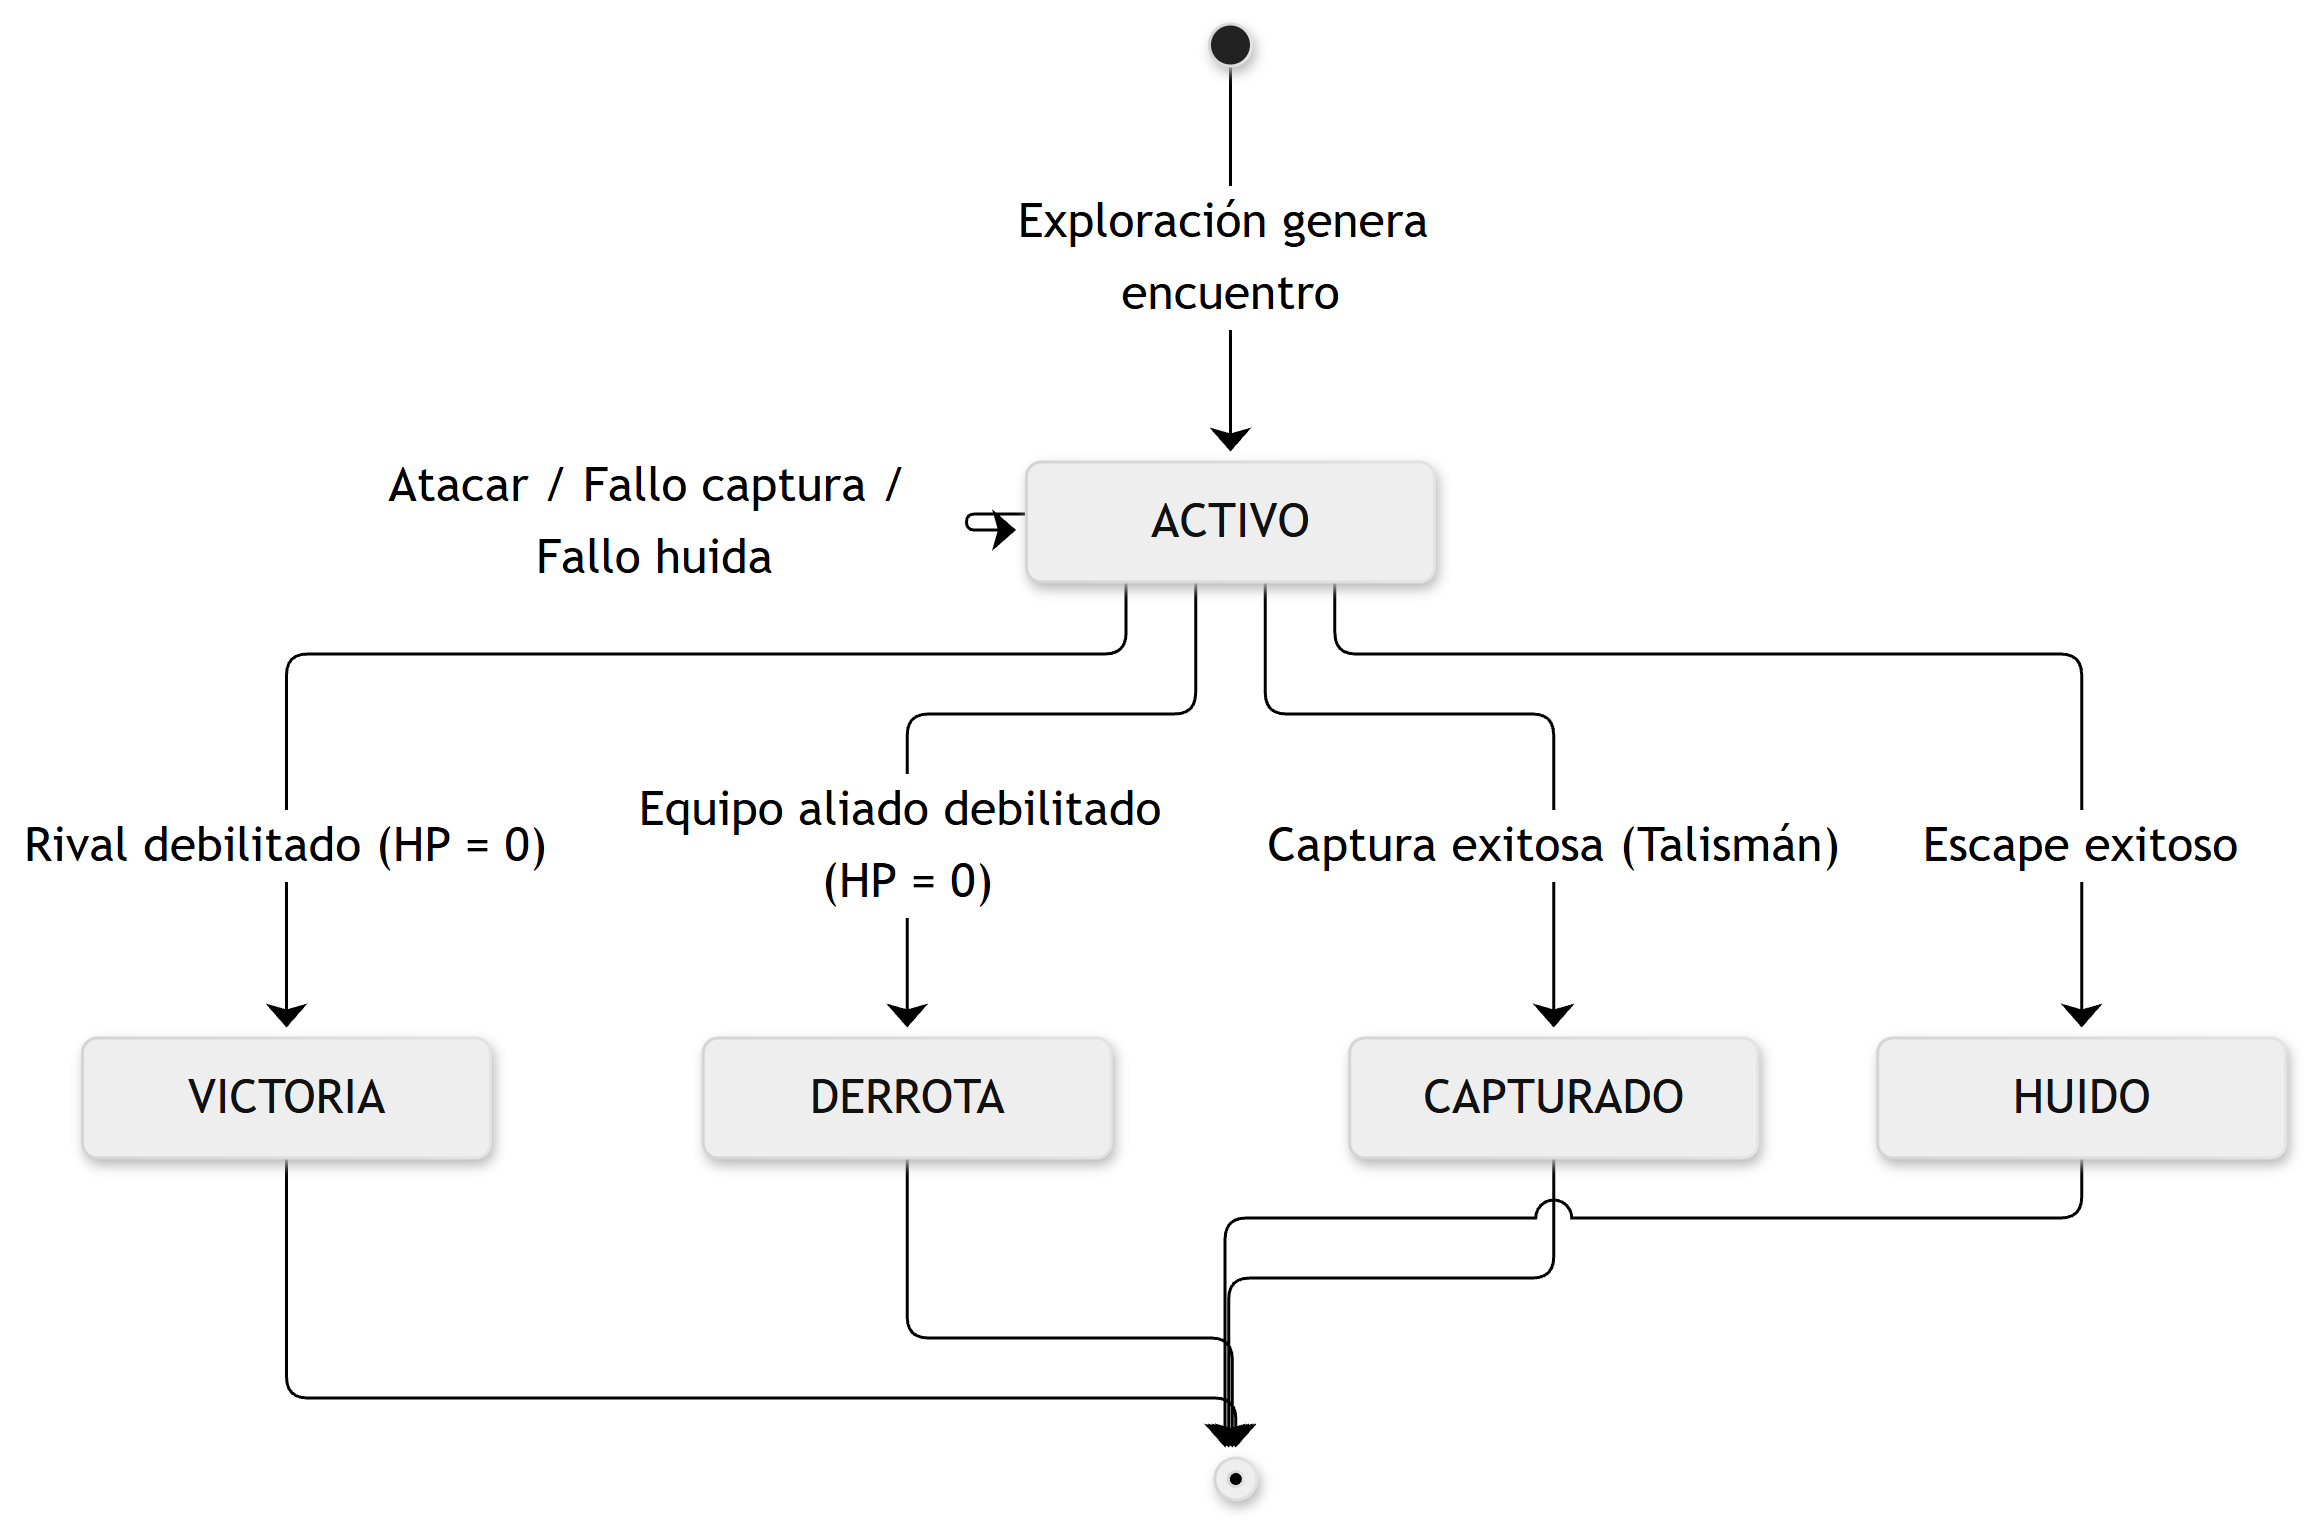 Exploración genera
encuentro
Atacar / Fallo captura /
Fallo huida
ACTIVO
Rival debilitado (HP = 0)
Equipo aliado debilitado
(HP = 0)
Captura exitosa (Talismán)
Escape exitoso
VICTORIA
DERROTA
CAPTURADO
HUIDO